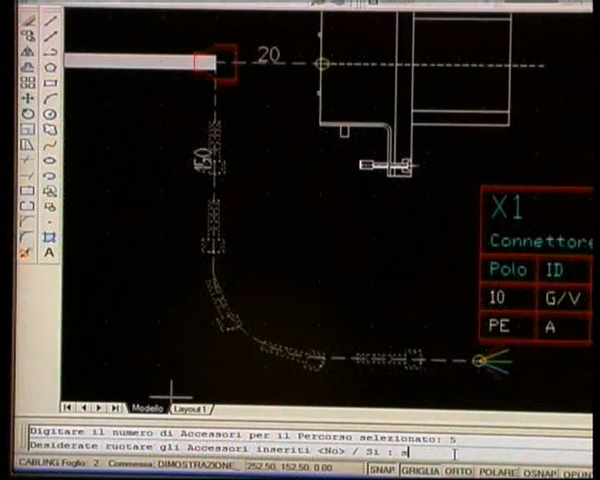 20
150
X1
Connettore
Polo ID
10 G/V
PE A
A
Modello Layout1
Digitare il numero di Accessori per il Percorso selezionato: 5
Desiderate ruotare gli Accessori inseriti <No> / Si : s
CABLING Foglio: 2 Commessa: DIMOSTRAZIONE_ 252.50, 152.50, 0.00 SNAP GRIGLIA ORTO POLARE OSNAP OPUN